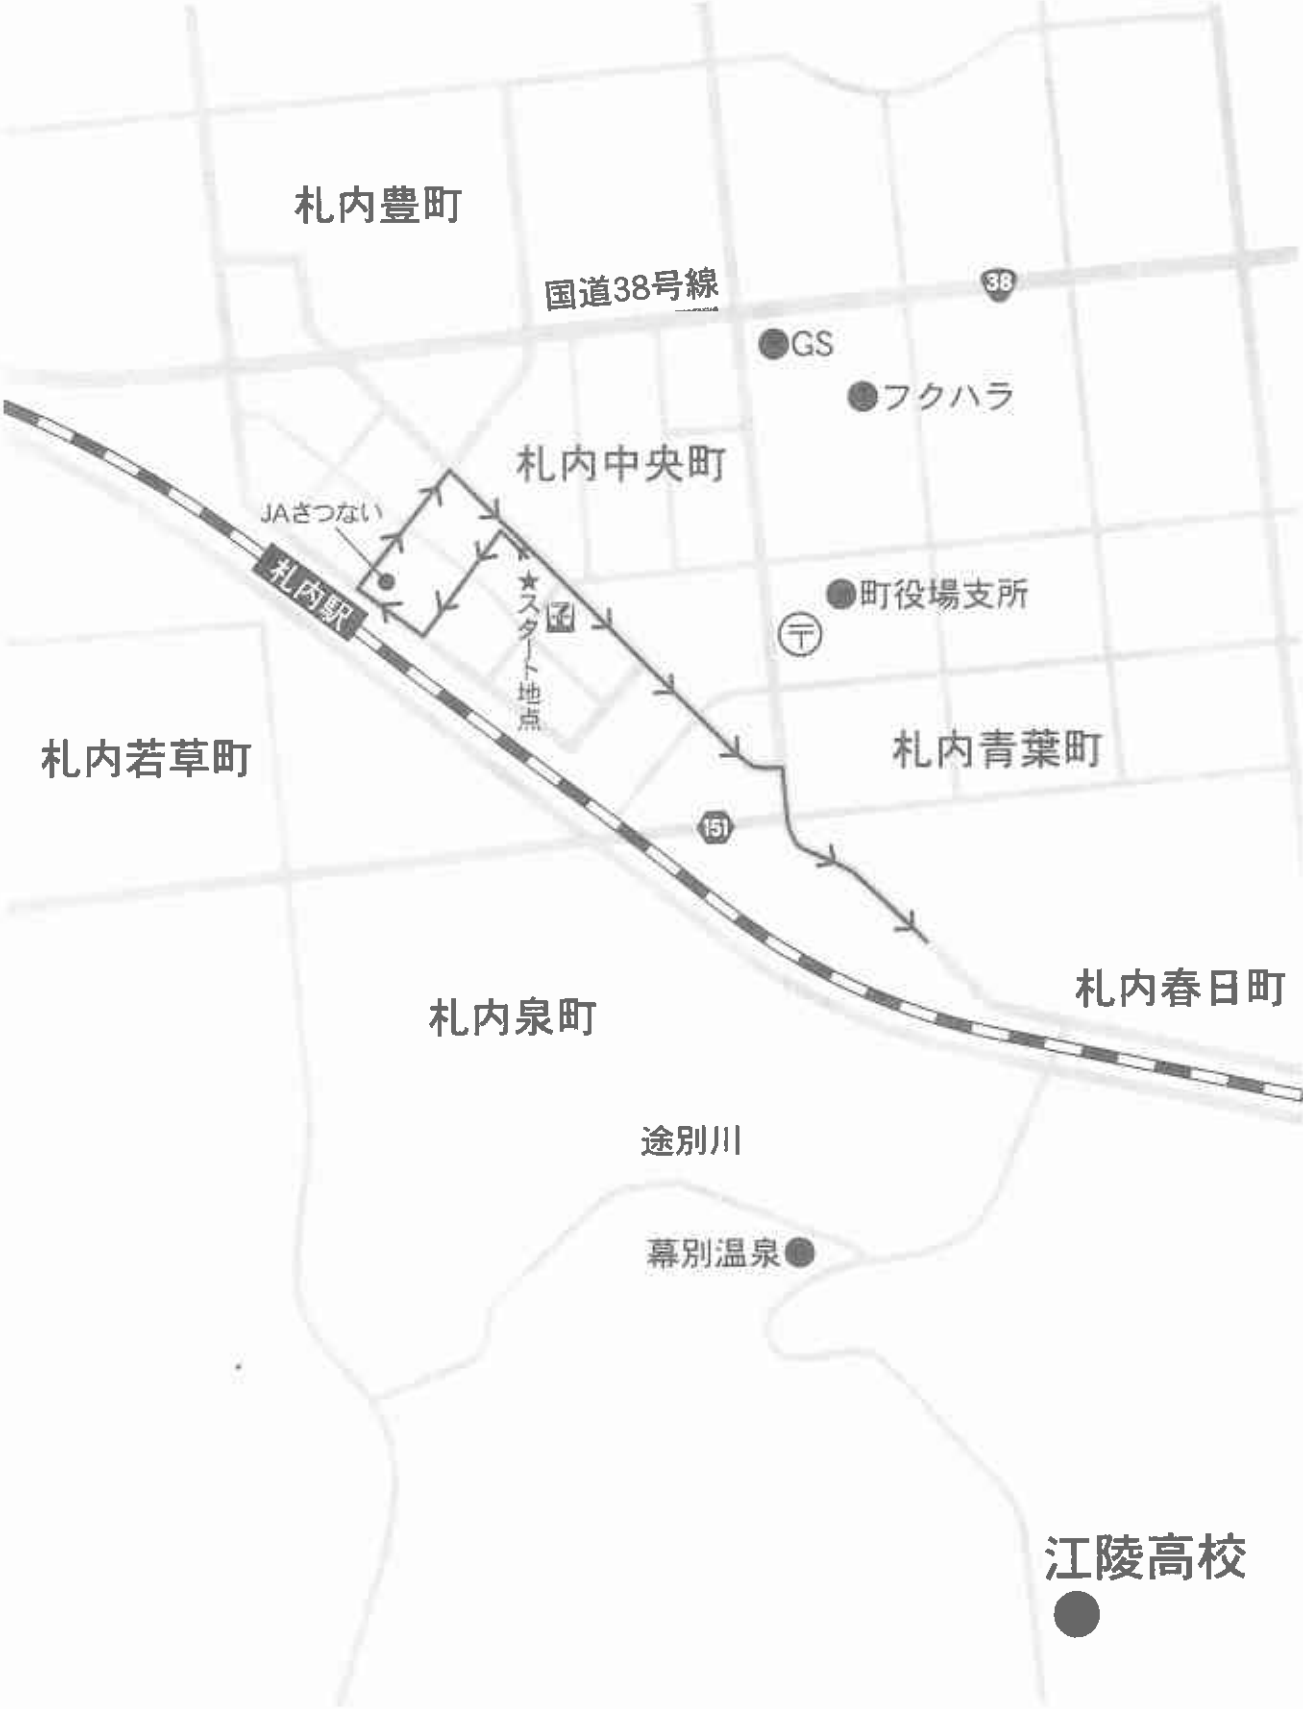 札内豊町
国道38号線
38
GS
フクハラ
札内中央町
JAさつない
札内駅
★スタート地点
町役場支所
〒
札内若草町
札内青葉町
151
札内春日町
札内泉町
途別川
幕別温泉
江陵高校